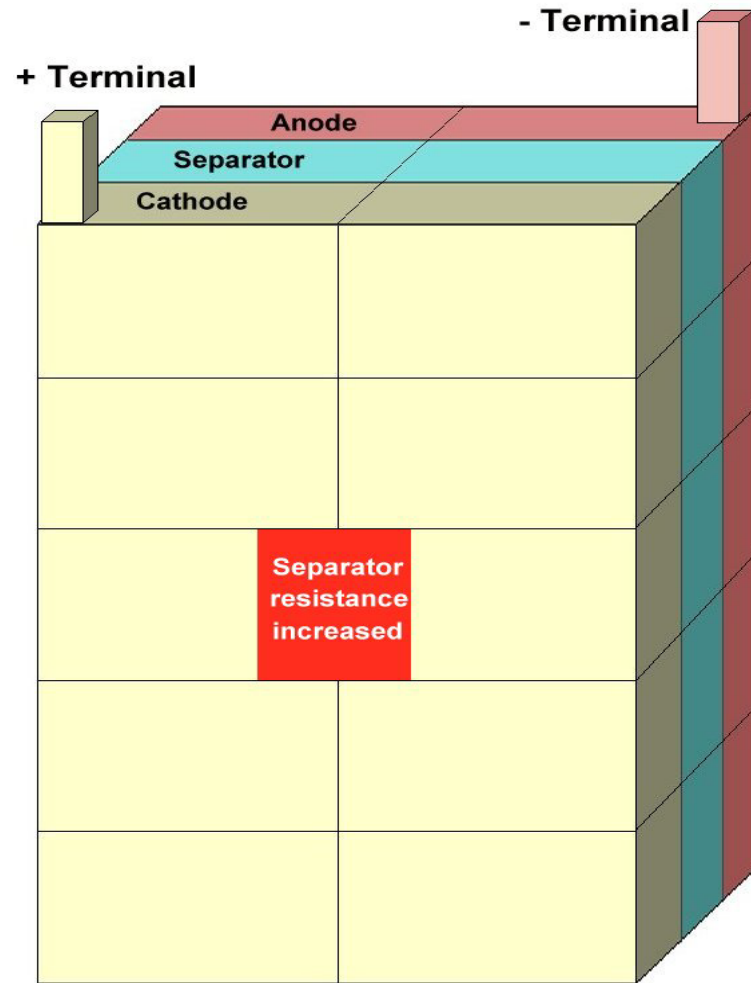 - Terminal
+ Terminal
Anode
Separator
Cathode
Separator
resistance
increased